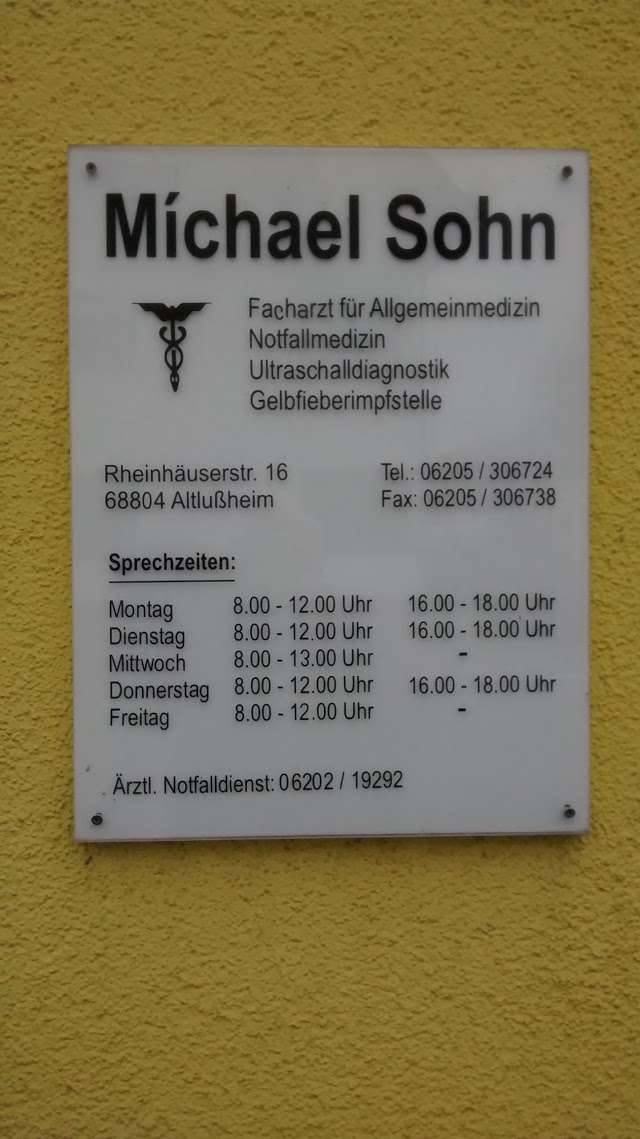 Míchael Sohn
Facharzt für Allgemeinmedizin
Notfallmedizin
Ultraschalldiagnostik
Gelbfieberimpfstelle
Rheinhäuserstr. 16 Tel.: 06205 / 306724
68804 Altlußheim Fax: 06205 / 306738
Sprechzeiten:
Montag 8.00 - 12.00 Uhr 16.00 - 18.00 Uhr
Dienstag 8.00 - 12.00 Uhr 16.00 - 18.00 Uhr
Mittwoch 8.00 - 13.00 Uhr -
Donnerstag 8.00 - 12.00 Uhr 16.00 - 18.00 Uhr
Freitag 8.00 - 12.00 Uhr -
Ärztl. Notfalldienst: 06202 / 19292